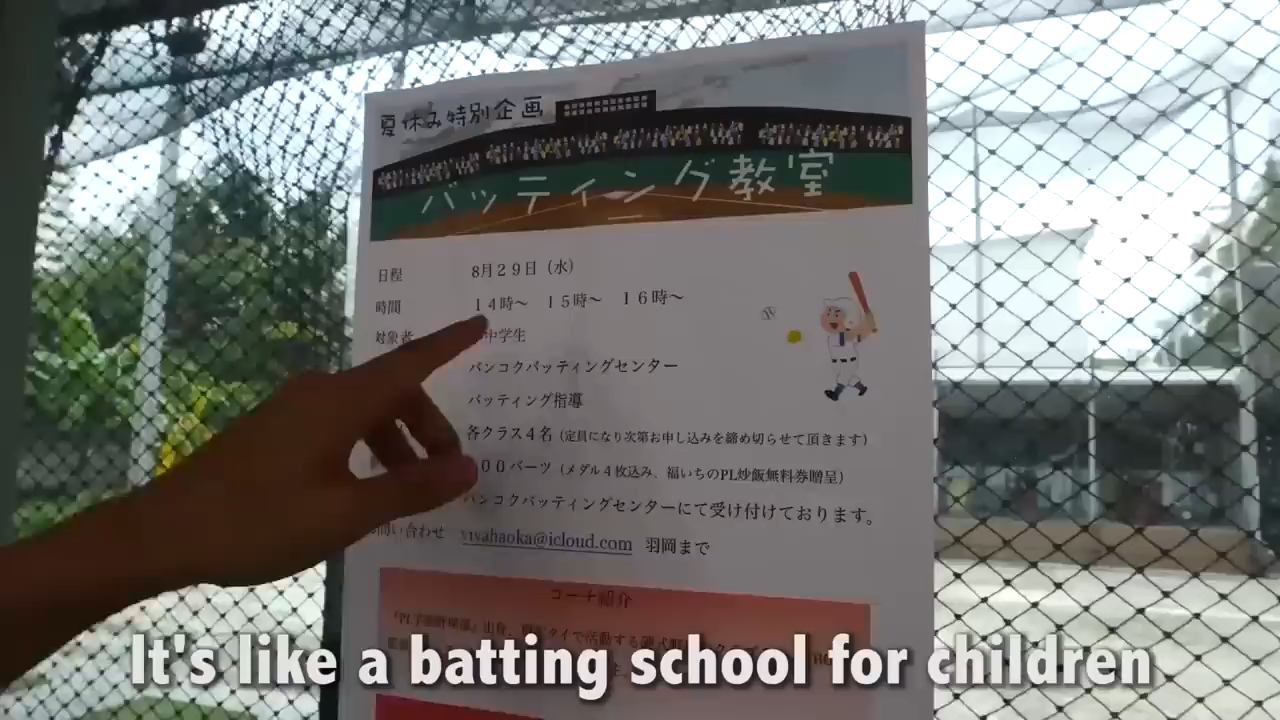 夏休み特別企画
バッティング教室
日程 8月29日（水）
時間 14時～ 15時～ 16時～
対象者 中学生
バンコクバッティングセンター
バッティング指導
各クラス4名（定員になり次第お申し込みを締め切らせて頂きます）
00バーツ（メダル4枚込み、福いちのPL炒飯無料券贈呈）
バンコクバッティングセンターにて受け付けております。
問い合わせ vivahaoka@icloud.com 羽岡まで
コーチ紹介
It's like a batting school for children